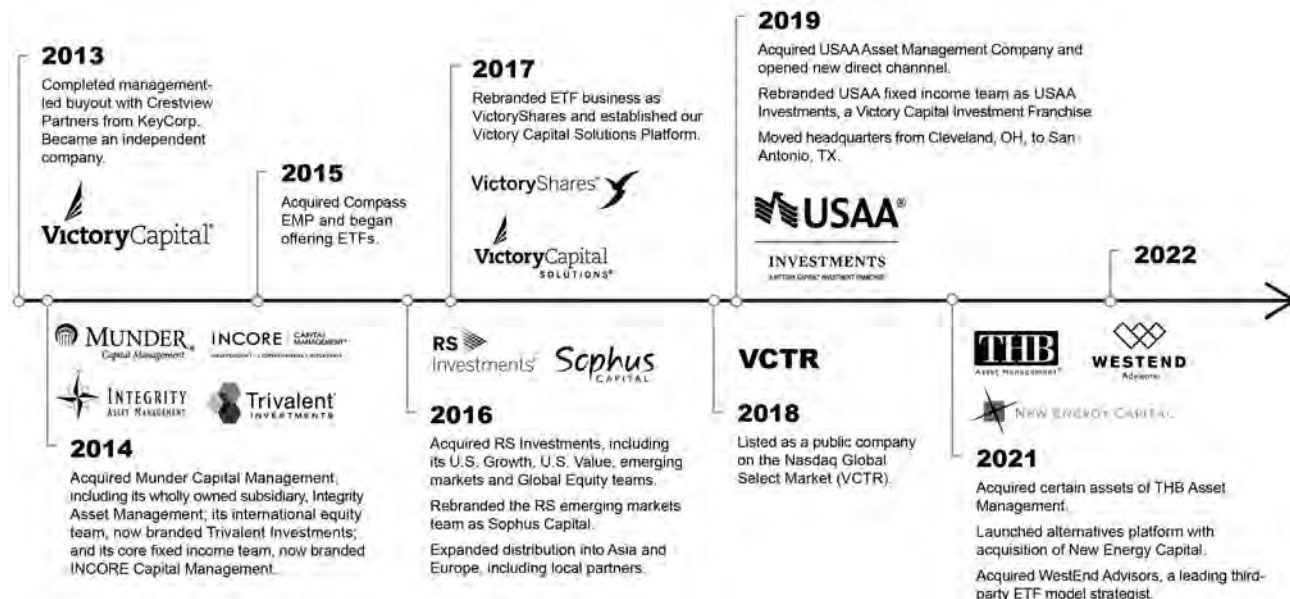 2013
Completed management-
led buyout with Crestview
Partners from KeyCorp.
Became an independent
company.
VictoryCapital®
2014
MUNDER®
Capital Management
INCORE | CAPITAL
MANAGEMENT
INTEGRITY
ASSET MANAGEMENT
Trivalent
INVESTMENTS
Acquired Munder Capital Management,
including its wholly owned subsidiary, Integrity
Asset Management; its international equity
team, now branded Trivalent Investments;
and its core fixed income team, now branded
INCORE Capital Management.
2015
Acquired Compass
EMP and began
offering ETFs.
RS
Investments
Sophus
CAPITAL
2016
Acquired RS Investments, including
its U.S. Growth, U.S. Value, emerging
markets and Global Equity teams.
Rebranded the RS emerging markets
team as Sophus Capital.
Expanded distribution into Asia and
Europe, including local partners.
2017
Rebranded ETF business as
VictoryShares and established our
Victory Capital Solutions Platform.
VictoryShares
VictoryCapital
SOLUTIONS®
VCTR
2018
Listed as a public company
on the Nasdaq Global
Select Market (VCTR).
2019
Acquired USAA Asset Management Company and
opened new direct channnel.
Rebranded USAA fixed income team as USAA
Investments, a Victory Capital Investment Franchise
Moved headquarters from Cleveland, OH, to San
Antonio, TX.
USAA®
INVESTMENTS
A VICTORY CAPITAL® INVESTMENT FRANCHISE
THB
ASSET MANAGEMENT®
WESTEND
Advisors
NEW ENERGY CAPITAL
2021
Acquired certain assets of THB Asset
Management.
Launched alternatives platform with
acquisition of New Energy Capital.
Acquired WestEnd Advisors, a leading third-
party ETF model strategist.
2022